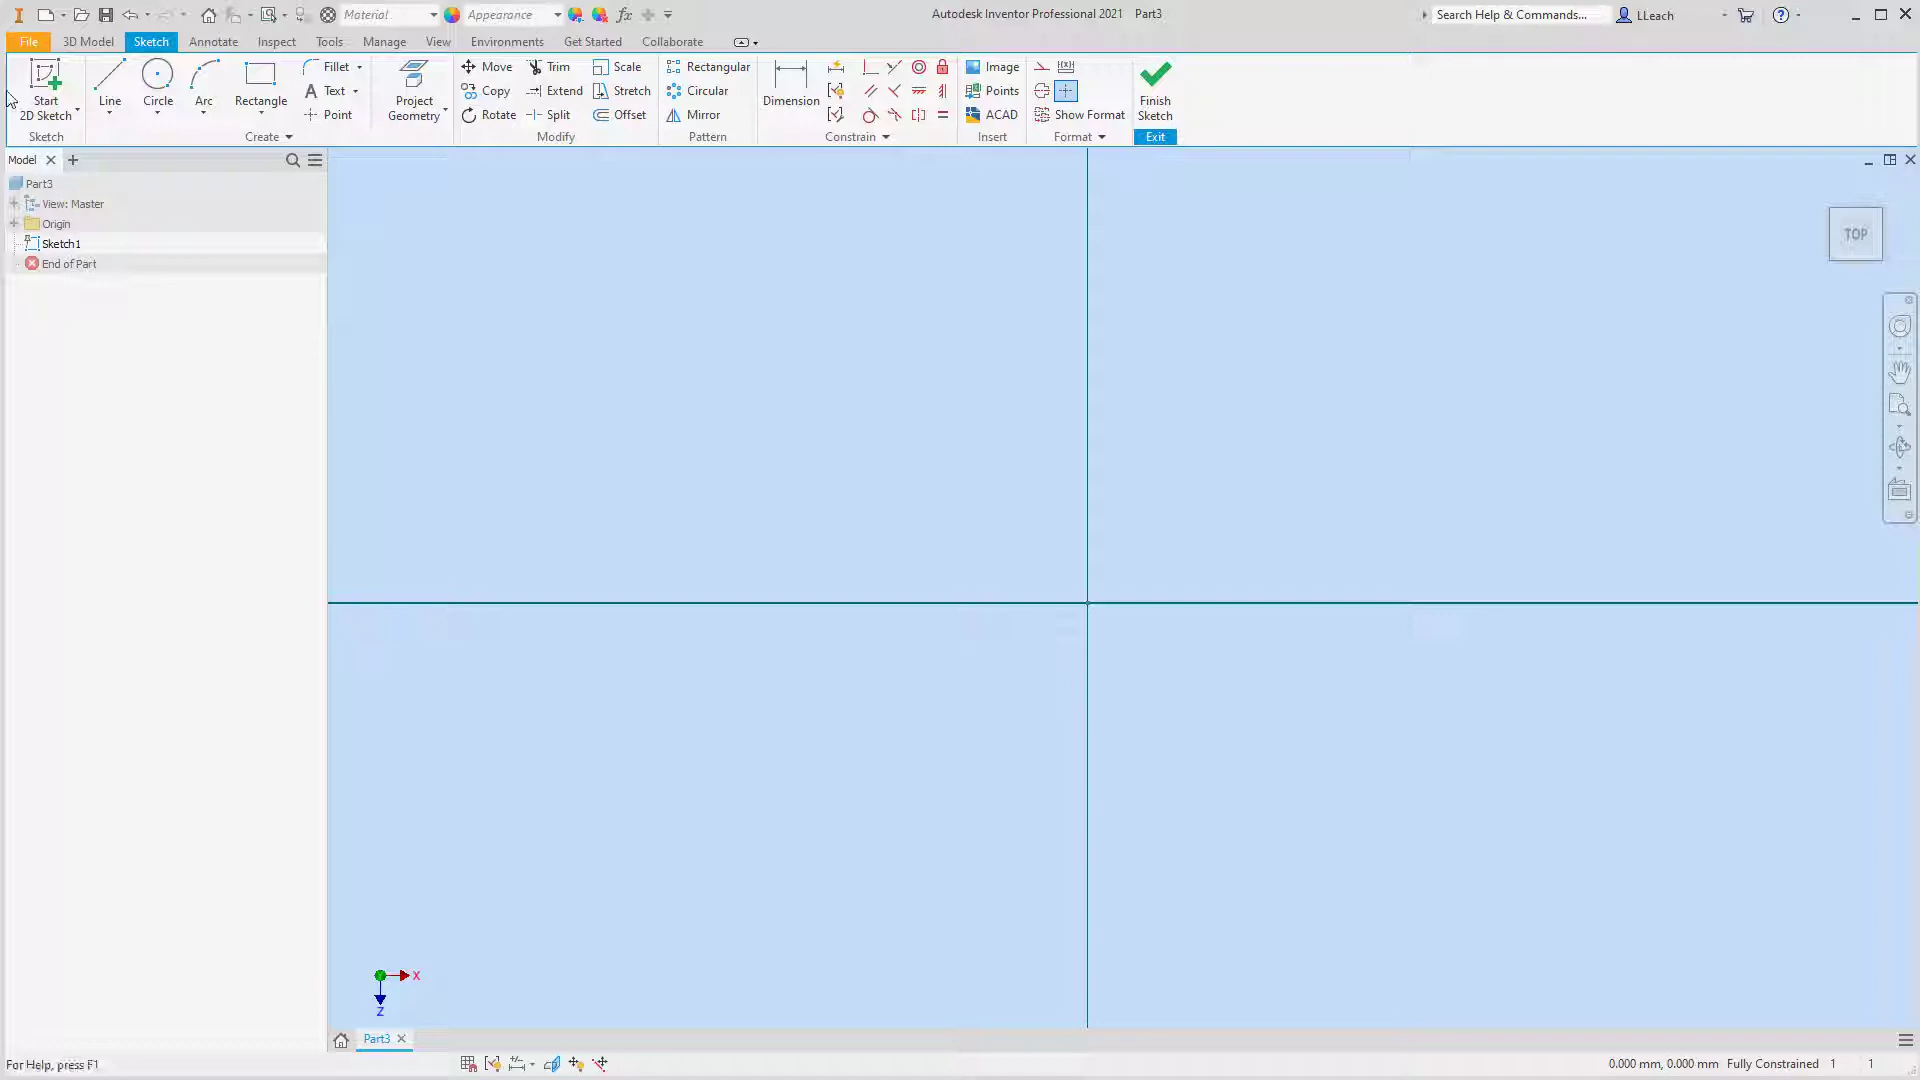 Material
Appearance
fx
Autodesk Inventor Professional 2021 Part3
Search Help & Commands...
LLeach
File
3D Model
Sketch
Annotate
Inspect
Tools
Manage
View
Environments
Get Started
Collaborate
Start
2D Sketch
Line
Circle
Arc
Rectangle
Fillet
Text
Point
Project
Geometry
Move
Copy
Rotate
Trim
Extend
Split
Scale
Stretch
Offset
Rectangular
Circular
Mirror
Dimension
Image
Points
ACAD
Show Format
Finish
Sketch
Sketch
Create
Modify
Pattern
Constrain
Insert
Format
Exit
Model
Part3
View: Master
Origin
Sketch1
End of Part
TOP
X
Z
Part3
For Help, press F1
0.000 mm, 0.000 mm Fully Constrained 1 1